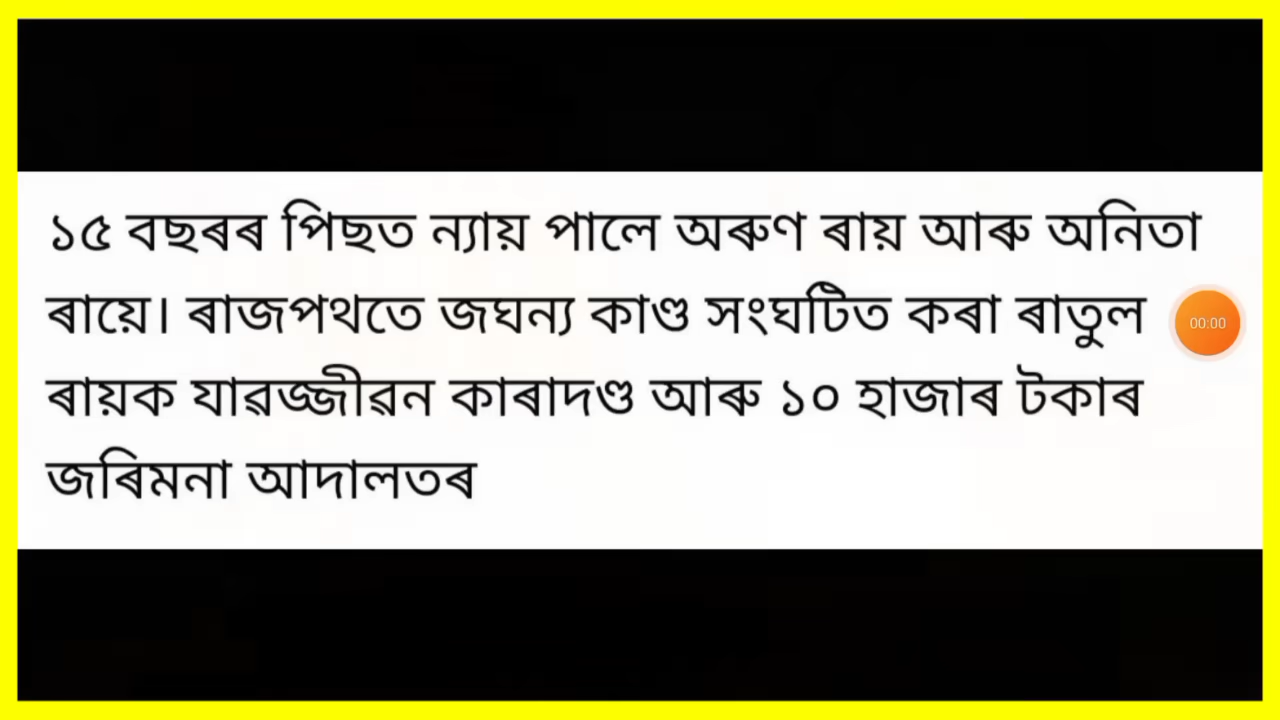 ১৫ বছৰৰ পিছত ন্যায় পালে অৰুণ ৰায় আৰু অনিতা
ৰায়ে। ৰাজপথতে জঘন্য কাণ্ড সংঘটিত কৰা ৰাতুল
00:00
ৰায়ক যাৱজ্জীৱন কাৰাদণ্ড আৰু ১০ হাজাৰ টকাৰ
জৰিমনা আদালতৰ